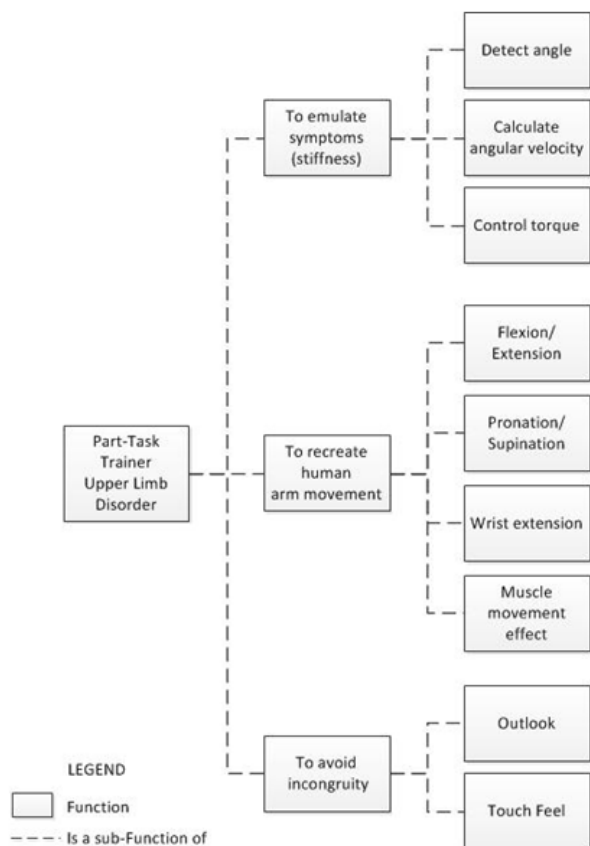 Detect angle
To emulate
symptoms
(stiffness)
Calculate
angular velocity
Control torque
Flexion/
Extension
Part-Task
Trainer
Upper Limb
Disorder
To recreate
human
arm movement
Pronation/
Supination
Wrist extension
Muscle
movement
effect
To avoid
incongruity
Outlook
Touch Feel
LEGEND
Function
Is a sub-Function of